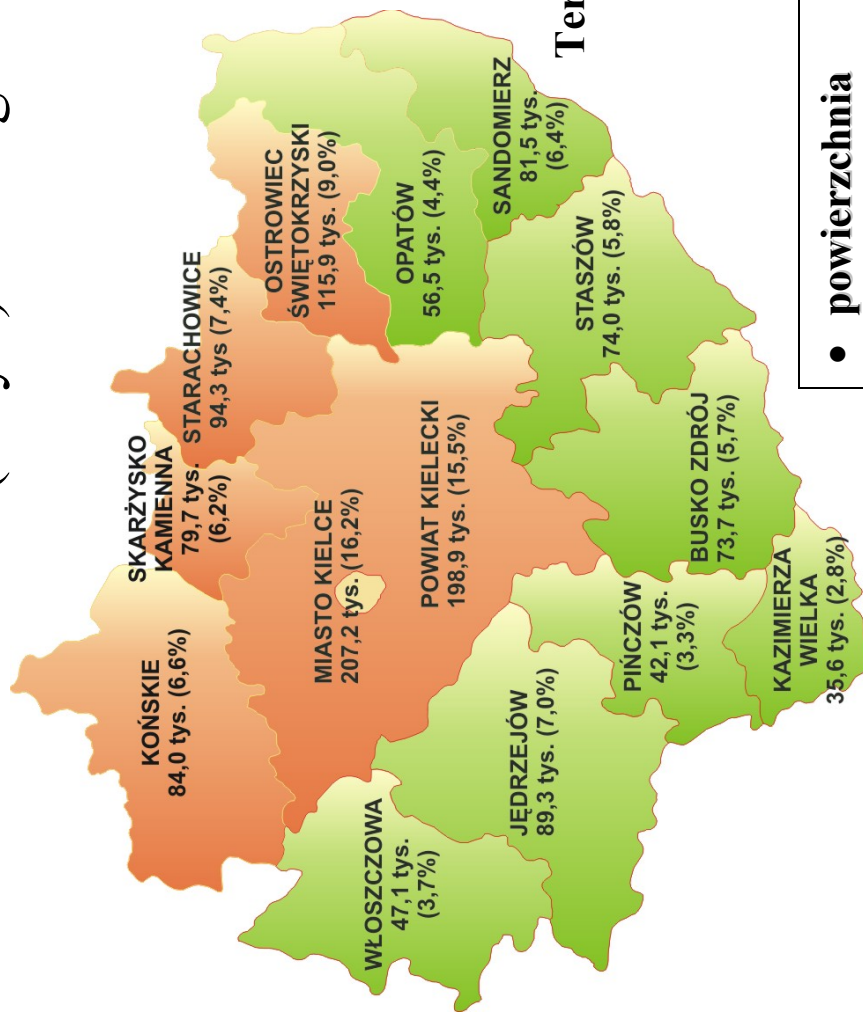 KOŃSKIE
84,0 tys. (6,6%)
SKARŻYSKO
KAMIENNA
79,7 tys.
(6,2%)
STARACHOWICE
94,3 tys (7,4%)
OSTROWIEC
ŚWIĘTOKRZYSKI
115,9 tys. (9,0%)
MIASTO KIELCE
207,2 tys. (16,2%)
POWIAT KIELECKI
198,9 tys. (15,5%)
OPATÓW
56,5 tys. (4,4%)
SANDOMIERZ
81,5 tys.
(6,4%)
WŁOSZCZOWA
47,1 tys.
(3,7%)
JĘDRZEJÓW
89,3 tys. (7,0%)
PIŃCZÓW
42,1 tys.
(3,3%)
STASZÓW
74,0 tys. (5,8%)
BUSKO ZDRÓJ
73,7 tys. (5,7%)
KAZIMIERZA
WIELKA
35,6 tys. (2,8%)
• powierzchnia